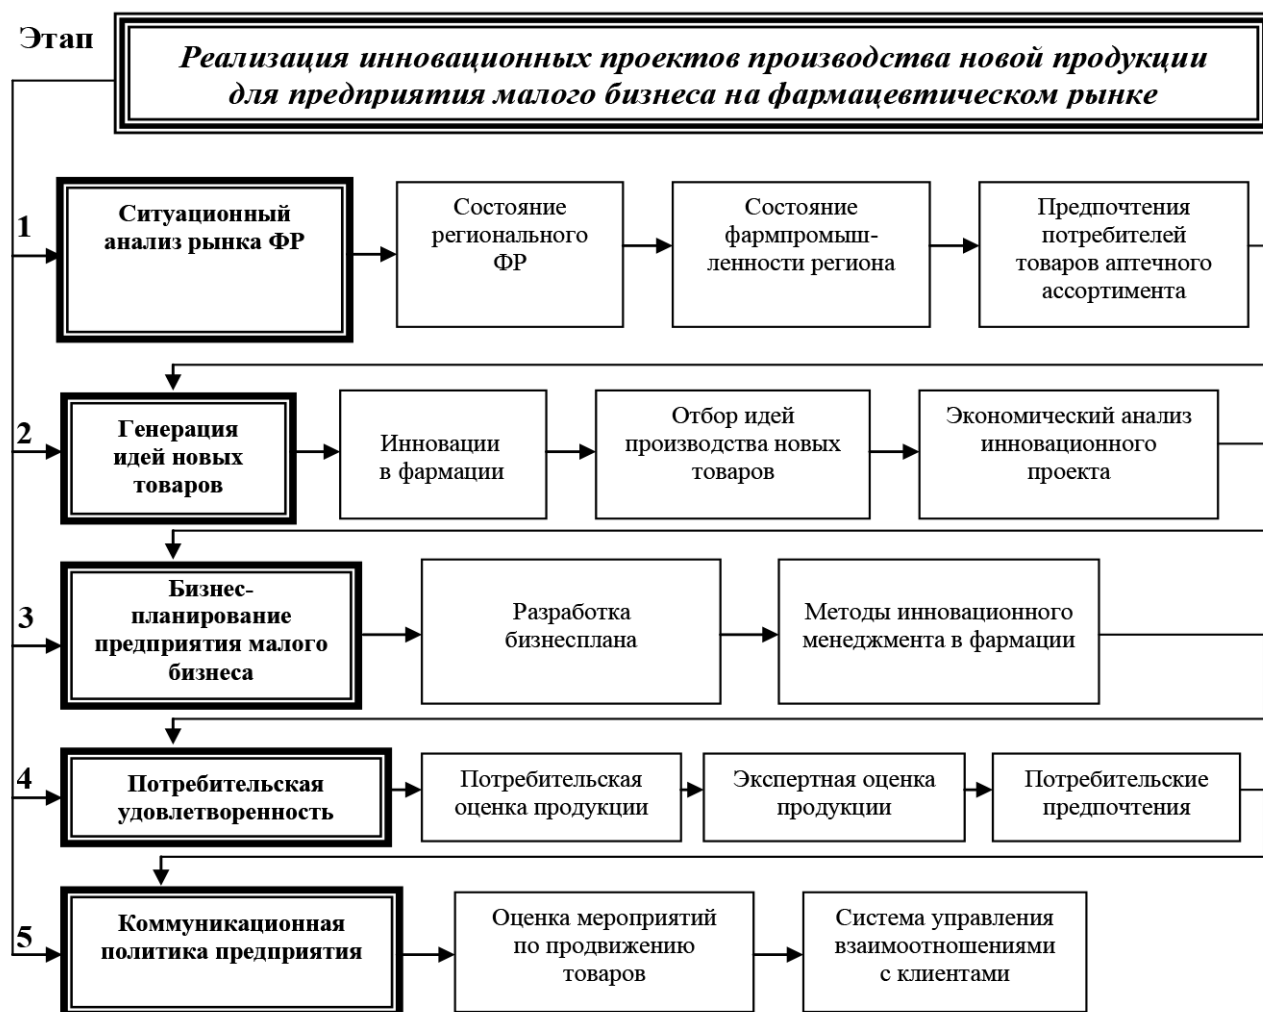 Этап
Реализация инновационных проектов производства новой продукции
для предприятия малого бизнеса на фармацевтическом рынке
1
Ситуационный
анализ рынка ФР
Состояние
регионального
ФР
Состояние
фармпромыш-
ленности региона
Предпочтения
потребителей
товаров аптечного
ассортимента
2
Генерация
идей новых
товаров
Инновации
в фармации
Отбор идей
производства новых
товаров
Экономический анализ
инновационного
проекта
3
Бизнес-
планирование
предприятия малого
бизнеса
Разработка
бизнесплана
Методы инновационного
менеджмента в фармации
4
Потребительская
удовлетворенность
Потребительская
оценка продукции
Экспертная оценка
продукции
Потребительские
предпочтения
5
Коммуникационная
политика предприятия
Оценка мероприятий
по продвижению
товаров
Система управления
взаимоотношениями
с клиентами